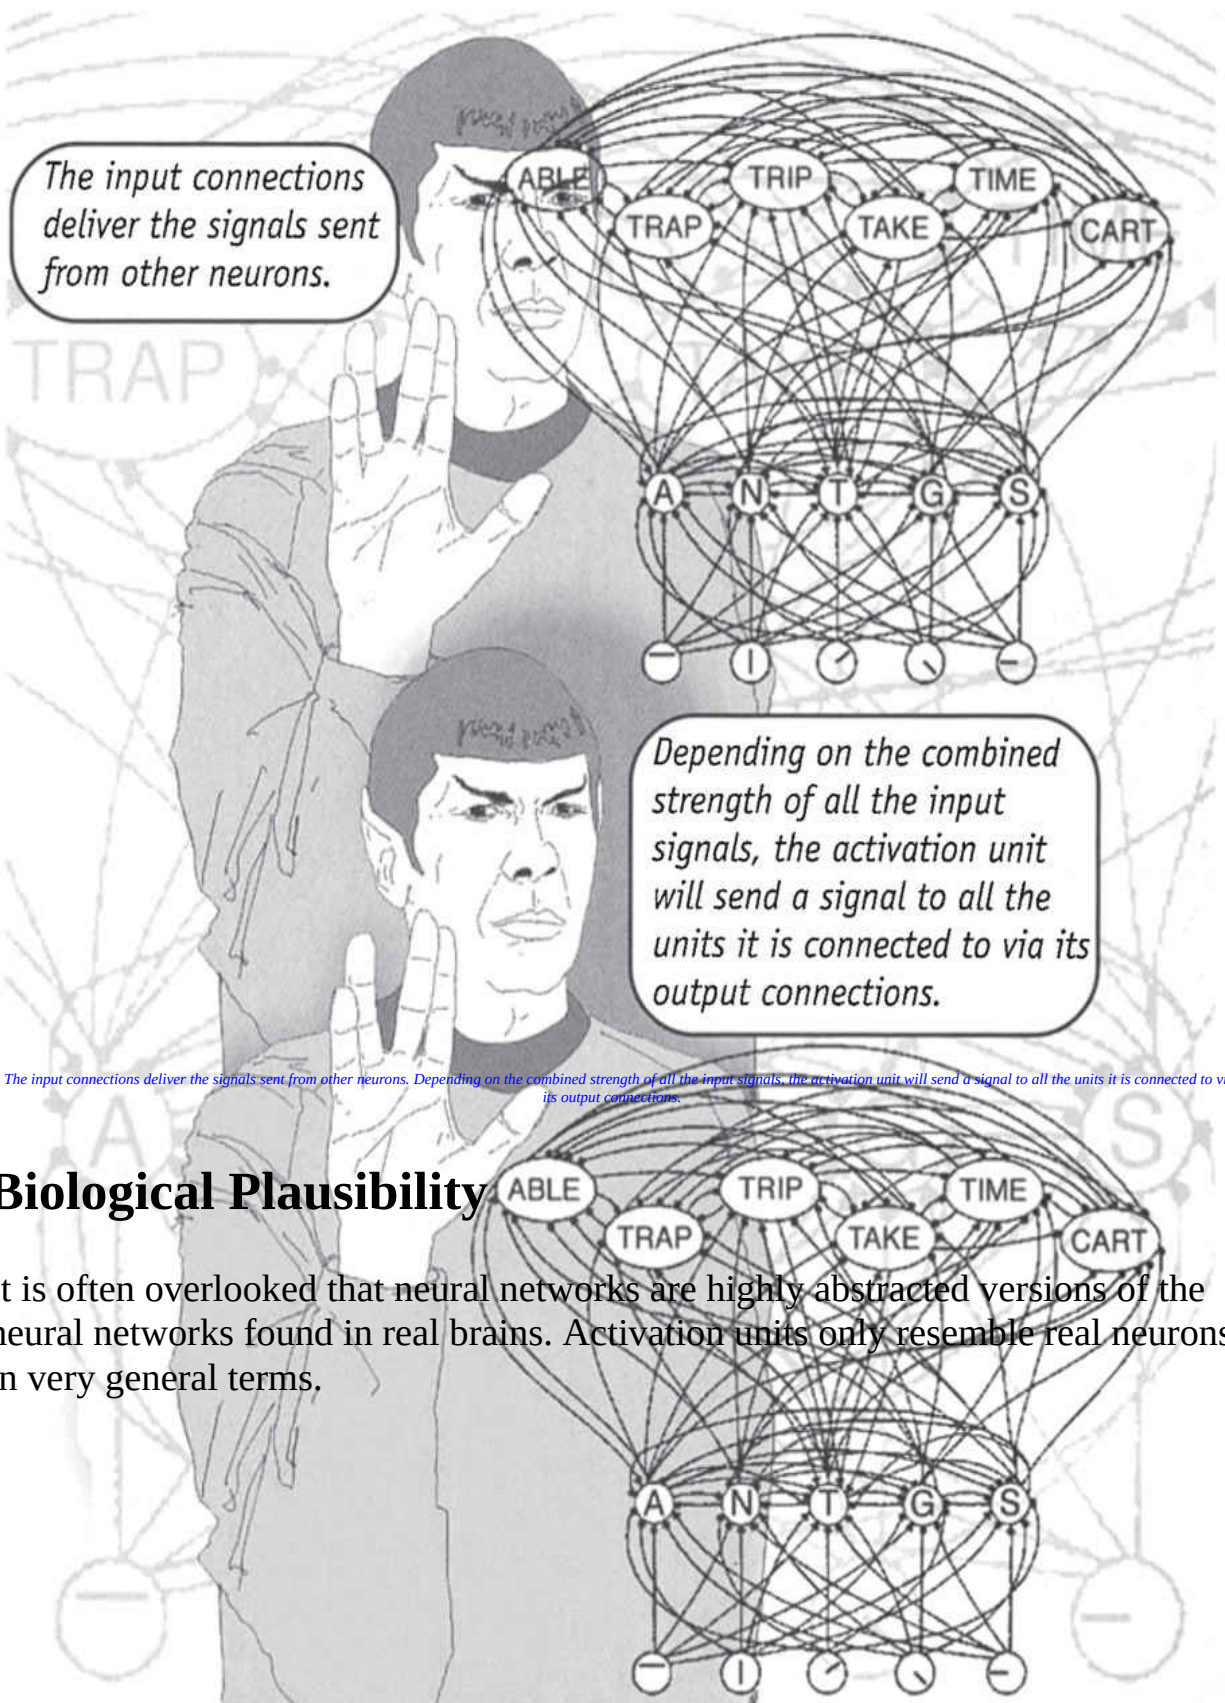 The input connections
deliver the signals sent
from other neurons.
ABLE
TRIP
TIME
TRAP
TAKE
CART
TIME
TRAP
A
N
T
G
S
Depending on the combined
strength of all the input
signals, the activation unit
will send a signal to all the
units it is connected to via its
output connections.
The input connections deliver the signals sent from other neurons. Depending on the combined strength of all the input signals, the activation unit will send a signal to all the units it is connected to
its output connections.
A
S
Biological Plausibility
ABLE
TRIP
TIME
TRAP
TAKE
CART
t is often overlooked that neural networks are highly abstracted versions of the
neural networks found in real brains. Activation units only resemble real neurons
n very general terms.
A
N
T
G
S